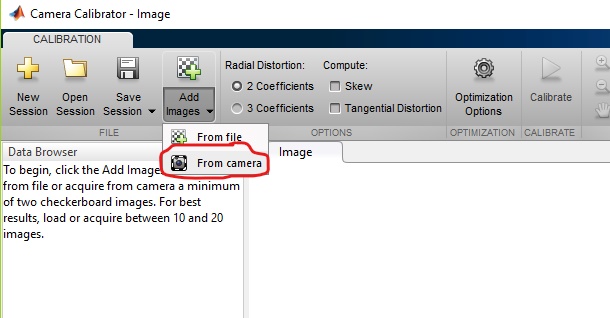 Camera Calibrator - Image
CALIBRATION
New
Session
Open
Session
Save
Session
Add
Images
Radial Distortion:
2 Coefficients
3 Coefficients
Compute:
Skew
Tangential Distortion
Optimization
Options
Calibrate
FILE
OPTIONS
OPTIMIZATION
CALIBRATE
From file
From camera
Data Browser
Image
To begin, click the Add Imag
from file or acquire from camera a minimum
of two checkerboard images. For best
results, load or acquire between 10 and 20
images.